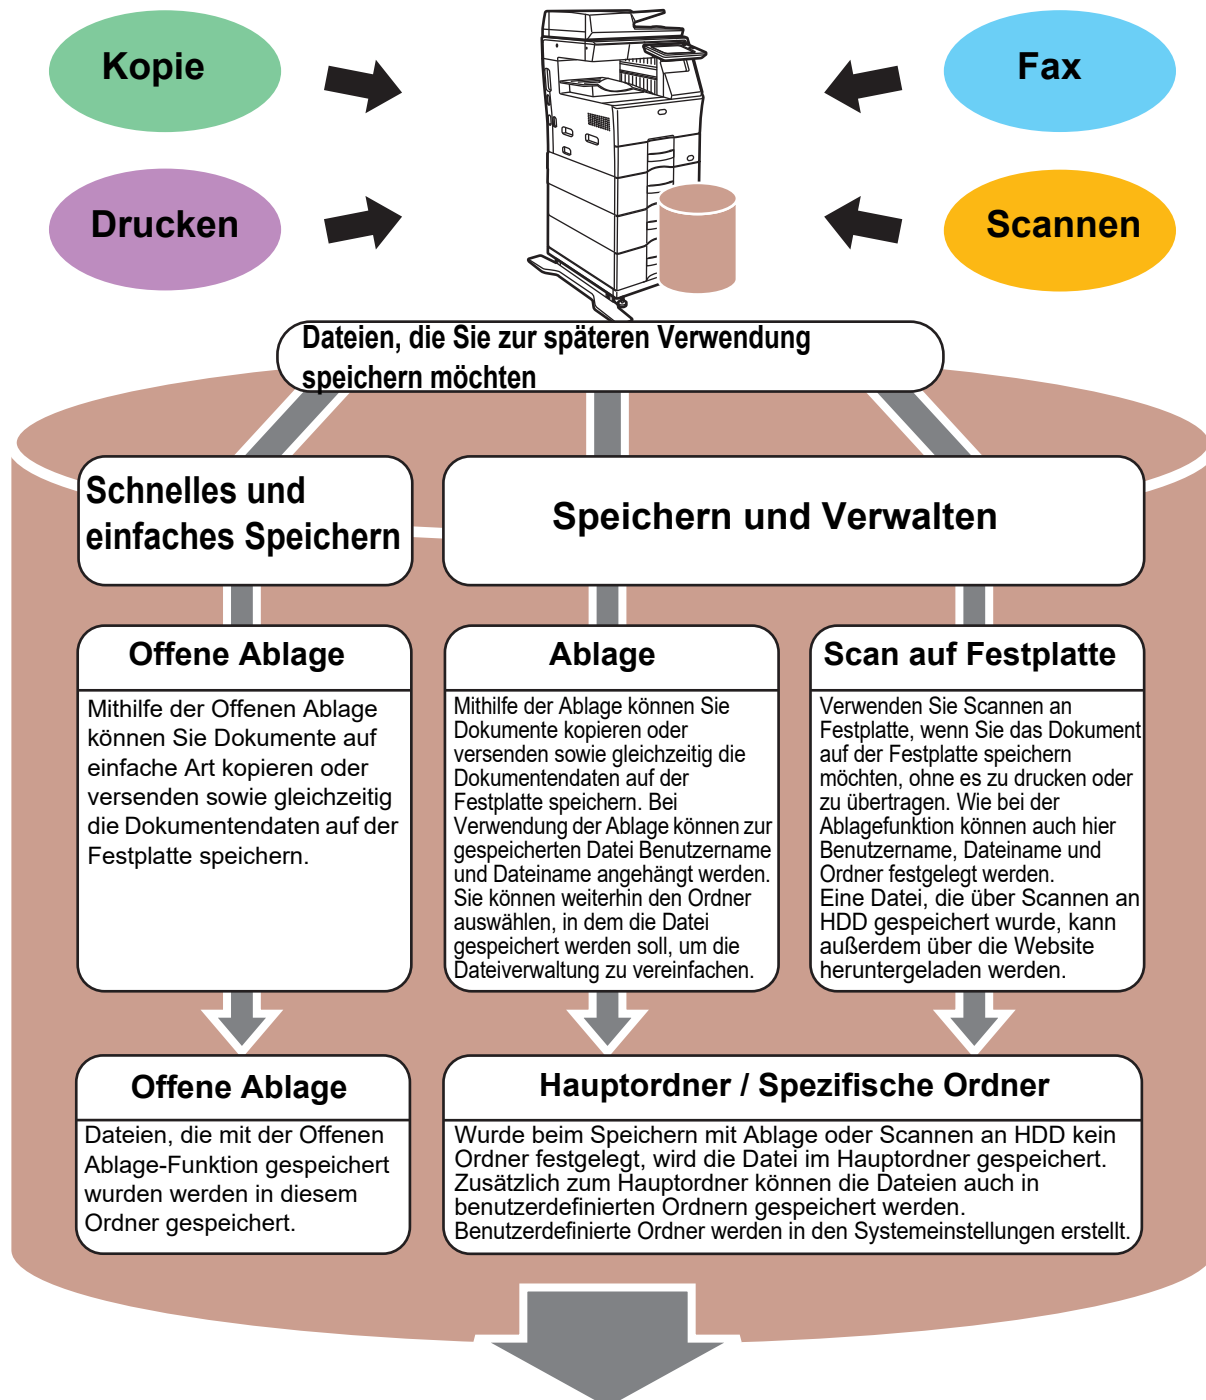 Kopie
Fax
Drucken
Scannen
Dateien, die Sie zur späteren Verwendung
speichern möchten
Schnelles und
einfaches Speichern
Speichern und Verwalten
Offene Ablage
Mithilfe der Offenen Ablage
können Sie Dokumente auf
einfache Art kopieren oder
versenden sowie gleichzeitig
die Dokumentendaten auf der
Festplatte speichern.
Ablage
Mithilfe der Ablage können Sie
Dokumente kopieren oder
versenden sowie gleichzeitig die
Dokumentendaten auf der
Festplatte speichern. Bei
Verwendung der Ablage können zur
gespeicherten Datei Benutzername
und Dateiname angehängt werden.
Sie können weiterhin den Ordner
auswählen, in dem die Datei
gespeichert werden soll, um die
Dateiverwaltung zu vereinfachen.
Scan auf Festplatte
Verwenden Sie Scannen an
Festplatte, wenn Sie das Dokument
auf der Festplatte speichern
möchten, ohne es zu drucken oder
zu übertragen. Wie bei der
Ablagefunktion können auch hier
Benutzername, Dateiname und
Ordner festgelegt werden.
Eine Datei, die über Scannen an
HDD gespeichert wurde, kann
außerdem über die Website
heruntergeladen werden.
Offene Ablage
Dateien, die mit der Offenen
Ablage-Funktion gespeichert
wurden werden in diesem
Ordner gespeichert.
Hauptordner / Spezifische Ordner
Wurde beim Speichern mit Ablage oder Scannen an HDD kein
Ordner festgelegt, wird die Datei im Hauptordner gespeichert.
Zusätzlich zum Hauptordner können die Dateien auch in
benutzerdefinierten Ordnern gespeichert werden.
Benutzerdefinierte Ordner werden in den Systemeinstellungen erstellt.